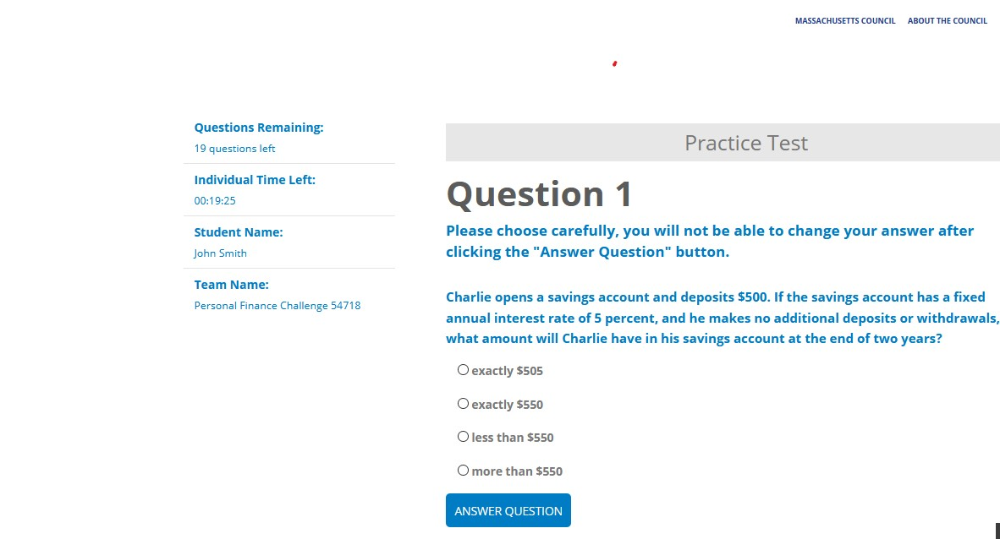 MASSACHUSETTS COUNCIL ABOUT THE COUNCIL
Questions Remaining:
19 questions left
Individual Time Left:
00:19:25
Student Name:
John Smith
Team Name:
Personal Finance Challenge 54718
Practice Test
Question 1
Please choose carefully, you will not be able to change your answer after
clicking the "Answer Question" button.
Charlie opens a savings account and deposits $500. If the savings account has a fixed
annual interest rate of 5 percent, and he makes no additional deposits or withdrawals,
what amount will Charlie have in his savings account at the end of two years?
exactly $505
exactly $550
less than $550
more than $550
ANSWER QUESTION